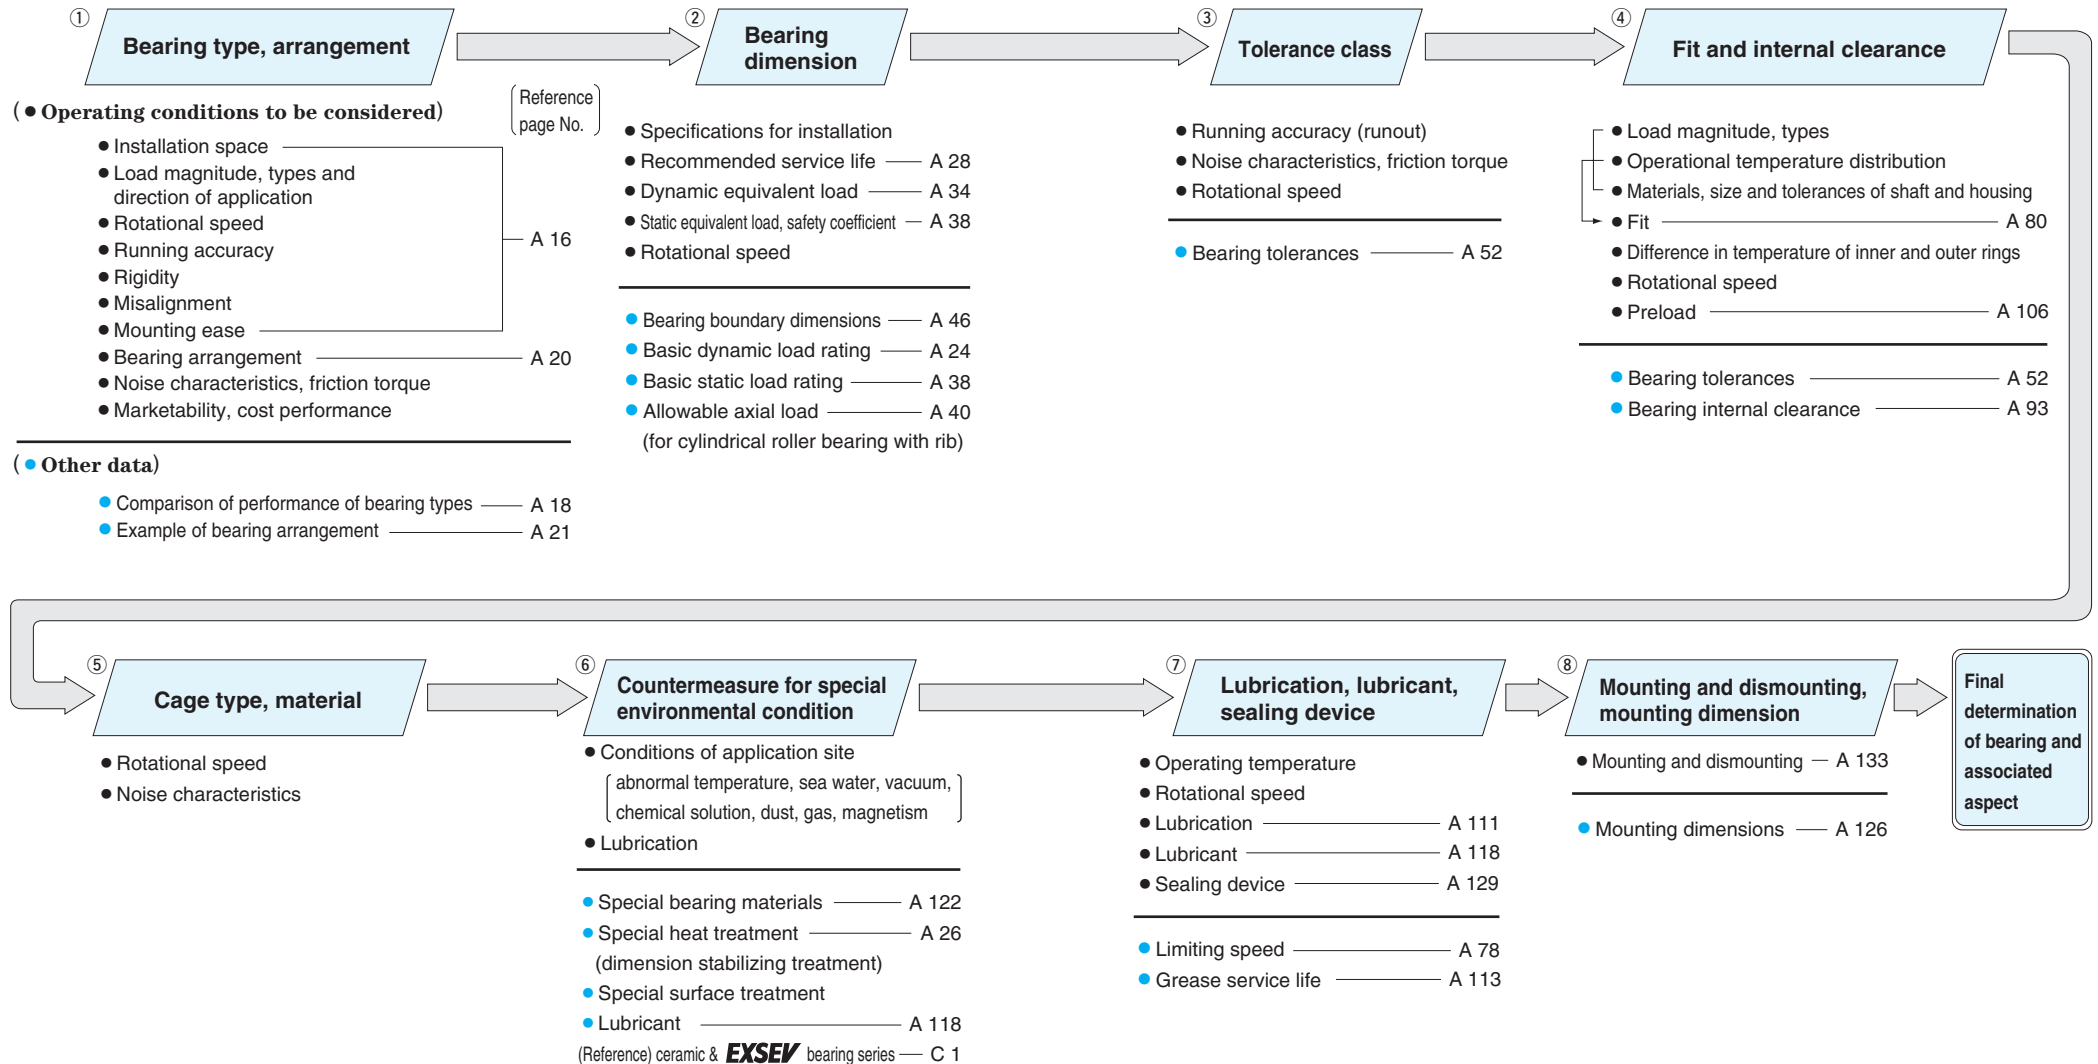 ① Bearing type, arrangement
② Bearing
dimension
③ Tolerance class
④ Fit and internal clearance
(● Operating conditions to be considered)
Reference
page No.
● Installation space
● Load magnitude, types and
direction of application
● Rotational speed
● Running accuracy
● Rigidity
● Misalignment
● Mounting ease
A 16
● Bearing arrangement A 20
● Noise characteristics, friction torque
● Marketability, cost performance
(● Other data)
● Comparison of performance of bearing types A 18
● Example of bearing arrangement A 21
● Specifications for installation
● Recommended service life A 28
● Dynamic equivalent load A 34
● Static equivalent load, safety coefficient A 38
● Rotational speed
● Bearing boundary dimensions A 46
● Basic dynamic load rating A 24
● Basic static load rating A 38
● Allowable axial load A 40
(for cylindrical roller bearing with rib)
● Running accuracy (runout)
● Noise characteristics, friction torque
● Rotational speed
● Bearing tolerances A 52
● Load magnitude, types
● Operational temperature distribution
● Materials, size and tolerances of shaft and housing
● Fit A 80
● Difference in temperature of inner and outer rings
● Rotational speed
● Preload A 106
● Bearing tolerances A 52
● Bearing internal clearance A 93
⑤ Cage type, material
● Rotational speed
● Noise characteristics
⑥ Countermeasure for special
environmental condition
● Conditions of application site
abnormal temperature, sea water, vacuum,
chemical solution, dust, gas, magnetism
● Lubrication
● Special bearing materials A 122
● Special heat treatment A 26
(dimension stabilizing treatment)
● Special surface treatment
● Lubricant A 118
(Reference) ceramic & EXSEV bearing series C 1
⑦ Lubrication, lubricant,
sealing device
● Operating temperature
● Rotational speed
● Lubrication A 111
● Lubricant A 118
● Sealing device A 129
● Limiting speed A 78
● Grease service life A 113
⑧ Mounting and dismounting,
mounting dimension
● Mounting and dismounting A 133
● Mounting dimensions A 126
Final
determination
of bearing and
associated
aspect